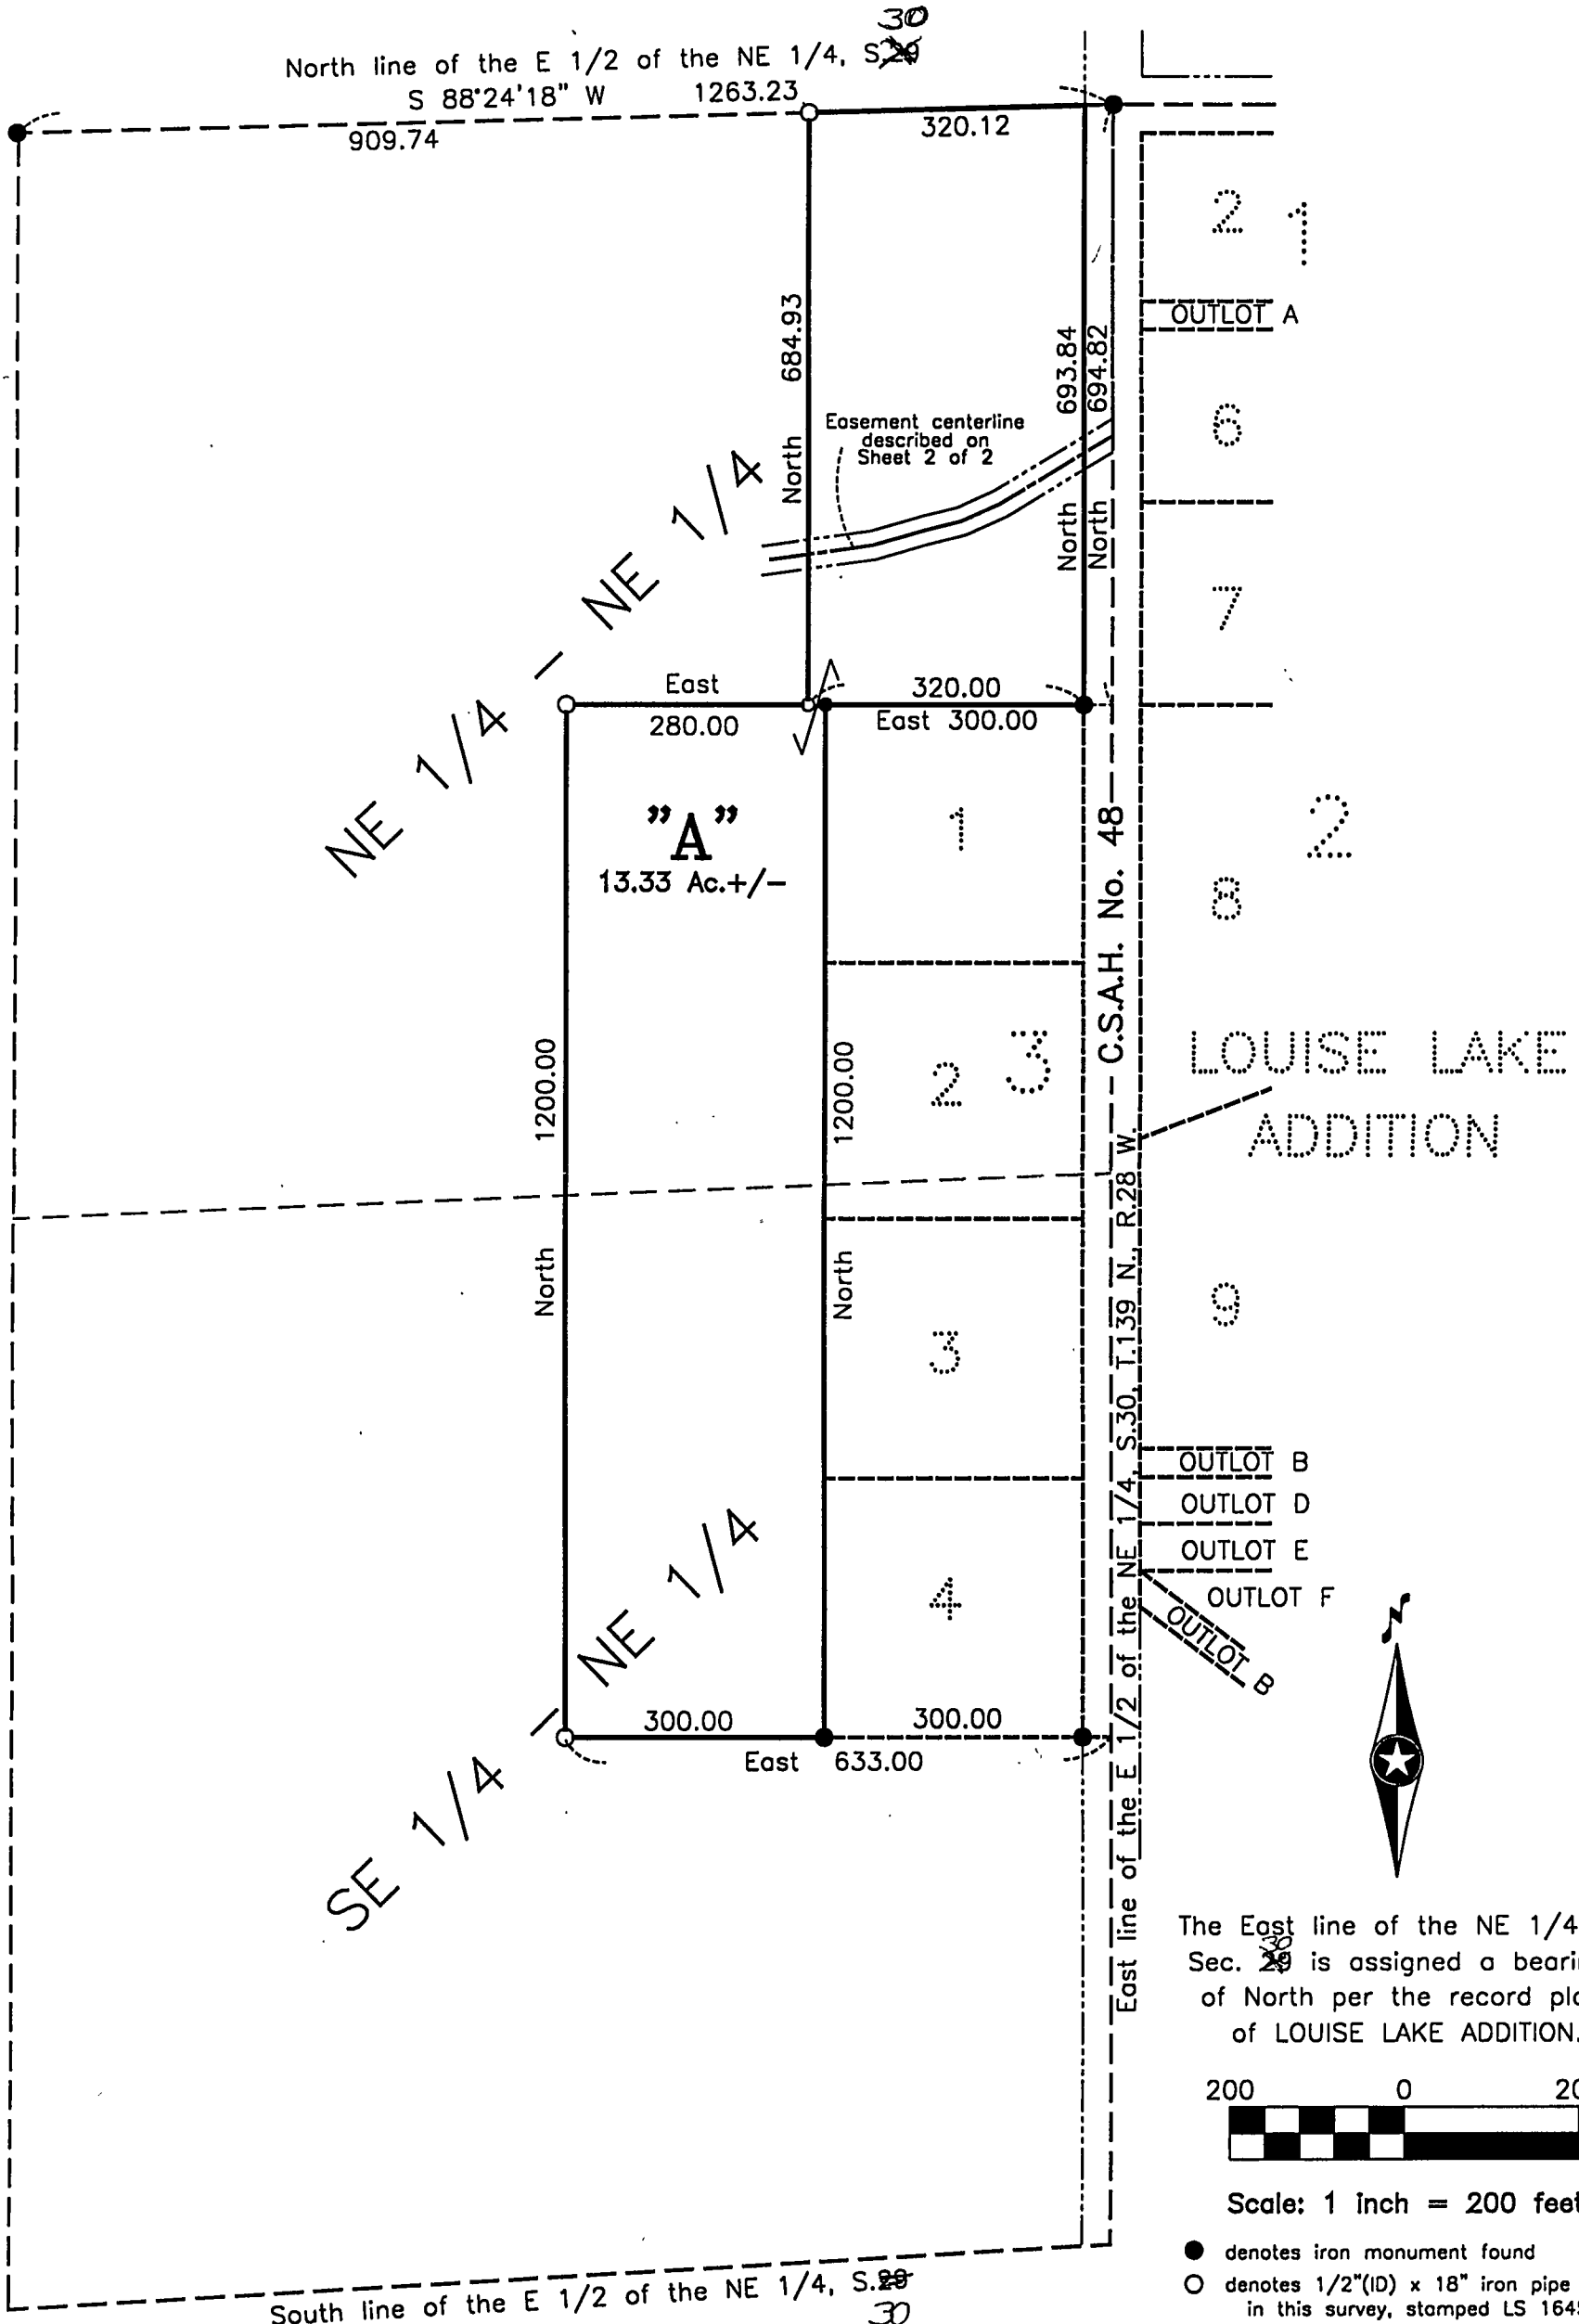 30
North line of the E 1/2 of the NE 1/4, S.29
S 88°24'18" W 1263.23
909.74
320.12
2 1
OUTLOT A
684.93
North
693.84
694.82
North
North
Easement centerline
described on
Sheet 2 of 2
6
7
NE 1/4 - NE 1/4
East
280.00
320.00
East 300.00
"A"
13.33 Ac.+/-
1
C.S.A.H. No. 48
2
8
1200.00
North
1200.00
North
2 3
LOUISE LAKE
ADDITION
3
9
OUTLOT B
OUTLOT D
OUTLOT E
OUTLOT F
OUTLOT B
4
SE 1/4 - NE 1/4
300.00
300.00
East 633.00
East line of the E 1/2 of the NE 1/4, S.30, T.139 N., R.28 W.
N
The East line of the NE 1/4
30
Sec. 29 is assigned a beari
of North per the record pla
of LOUISE LAKE ADDITION.
200 0 20
Scale: 1 inch = 200 feet
denotes iron monument found
denotes 1/2"(ID) x 18" iron pipe
in this survey, stamped LS 1645
South line of the E 1/2 of the NE 1/4, S.29
30